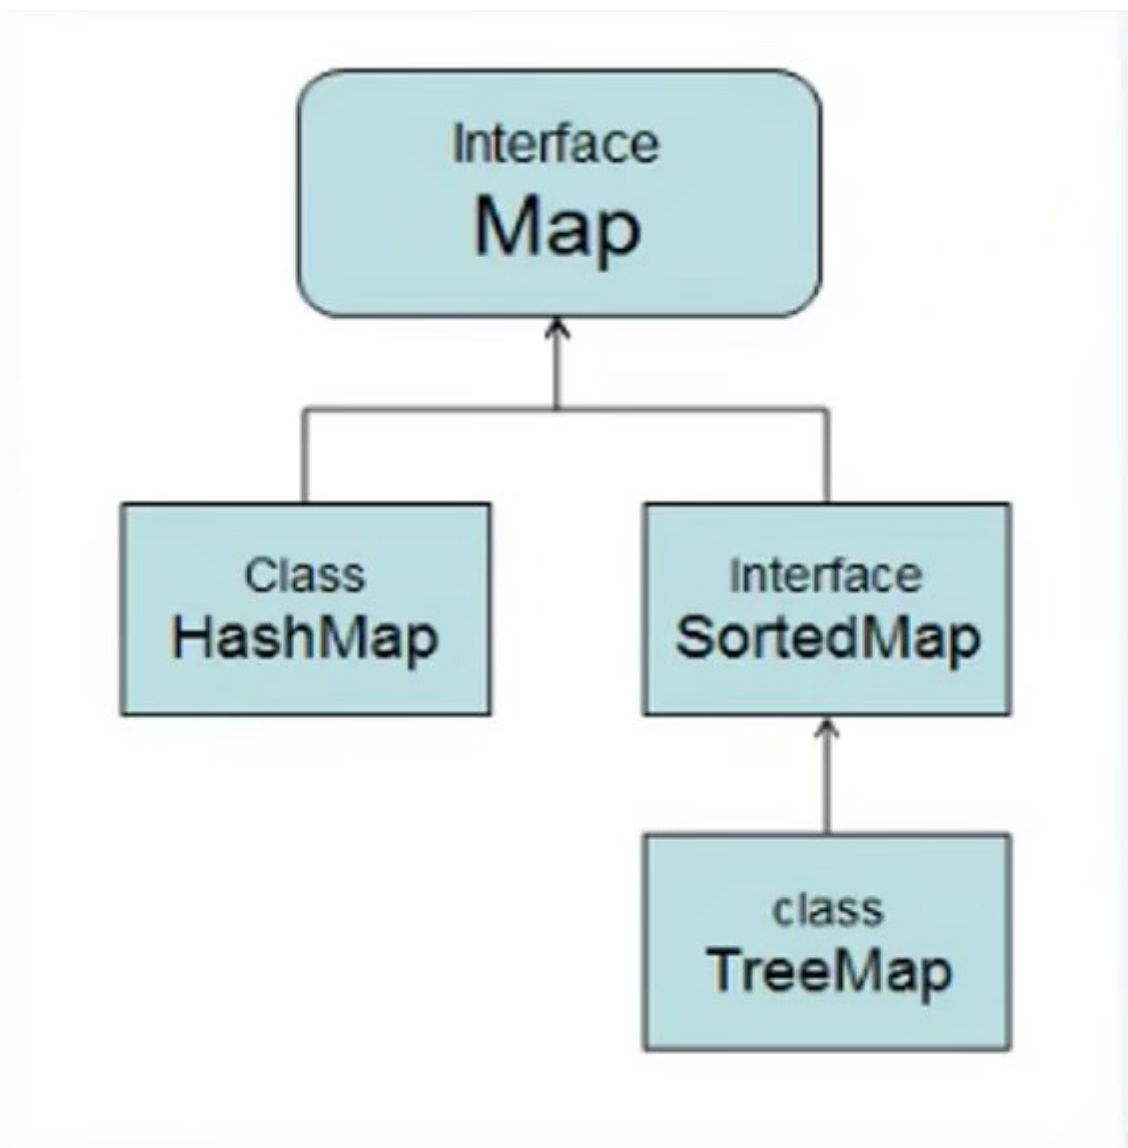 Interface
Map
Class
HashMap
Interface
SortedMap
class
TreeMap